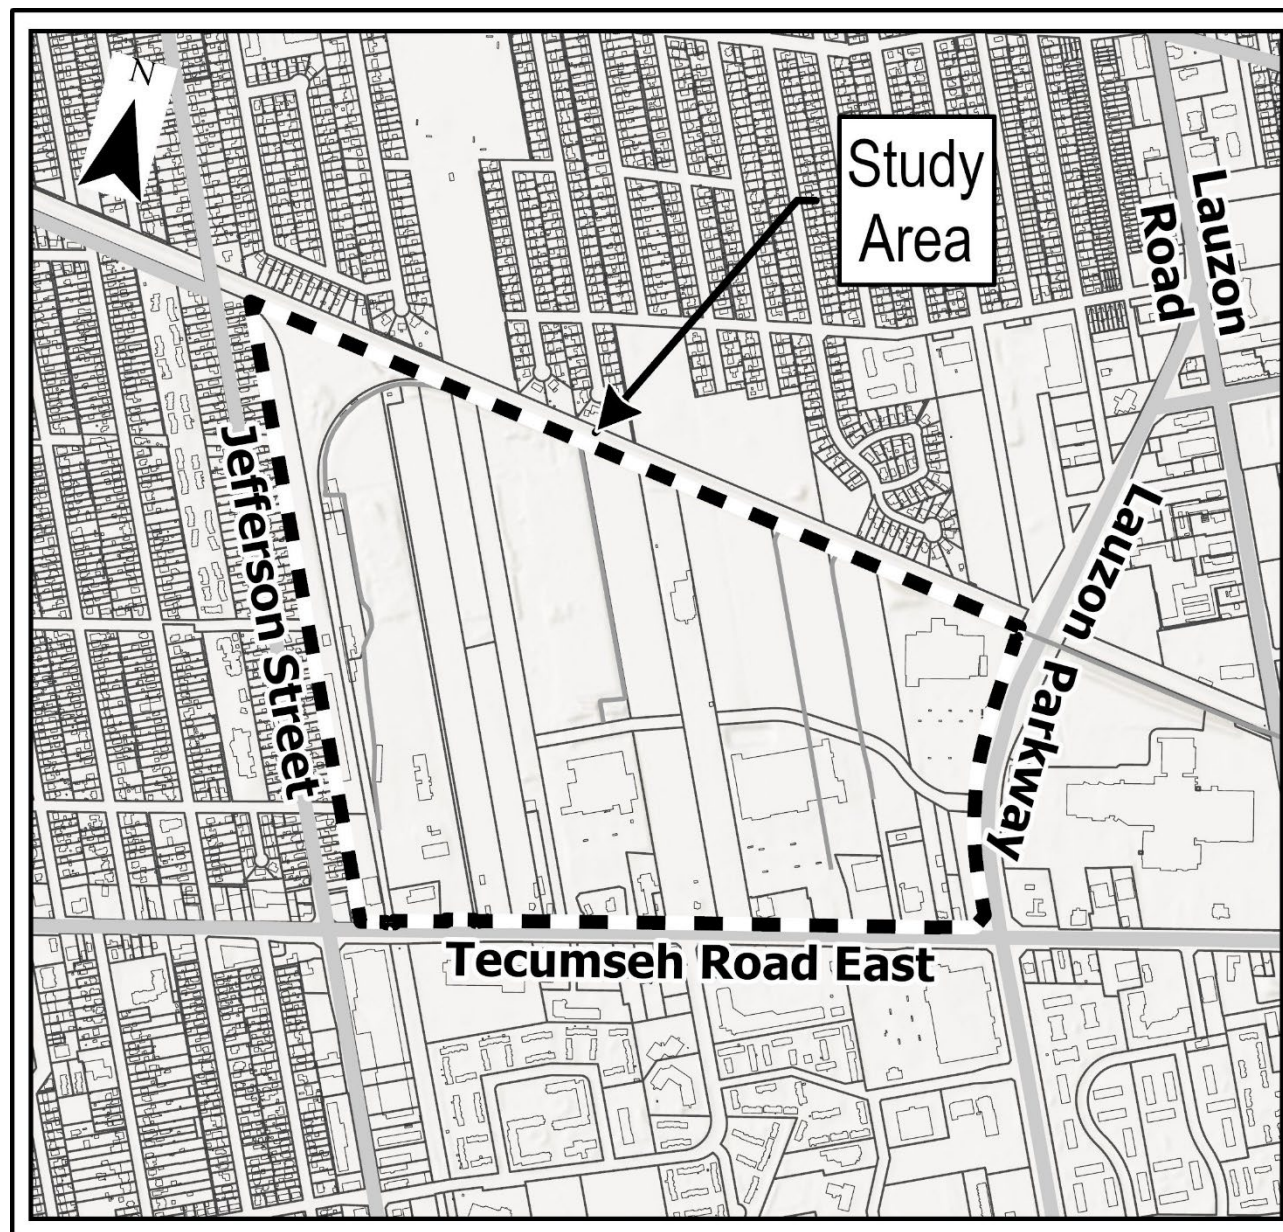 N
Study
Area
Lauzon
Road
Jefferson Street
Lauzon Parkway
Tecumseh Road East